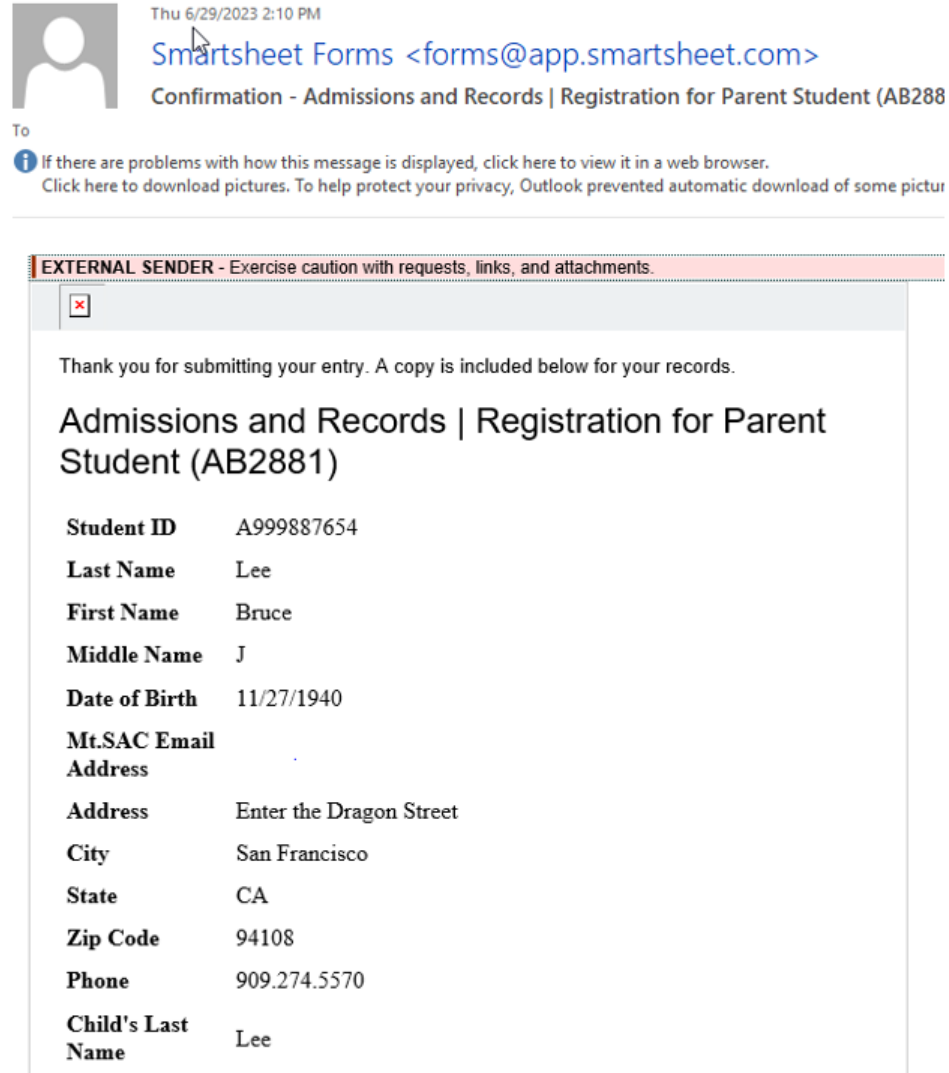 Thu 6/29/2023 2:10 PM
Smartsheet Forms <forms@app.smartsheet.com>
Confirmation - Admissions and Records | Registration for Parent Student (AB288
To
If there are problems with how this message is displayed, click here to view it in a web browser.
Click here to download pictures. To help protect your privacy, Outlook prevented automatic download of some pictur
EXTERNAL SENDER - Exercise caution with requests, links, and attachments.
Thank you for submitting your entry. A copy is included below for your records.
Admissions and Records | Registration for Parent
Student (AB2881)
Student ID A999887654
Last Name Lee
First Name Bruce
Middle Name J
Date of Birth 11/27/1940
Mt.SAC Email
Address
Address Enter the Dragon Street
City San Francisco
State CA
Zip Code 94108
Phone 909.274.5570
Child's Last
Name Lee